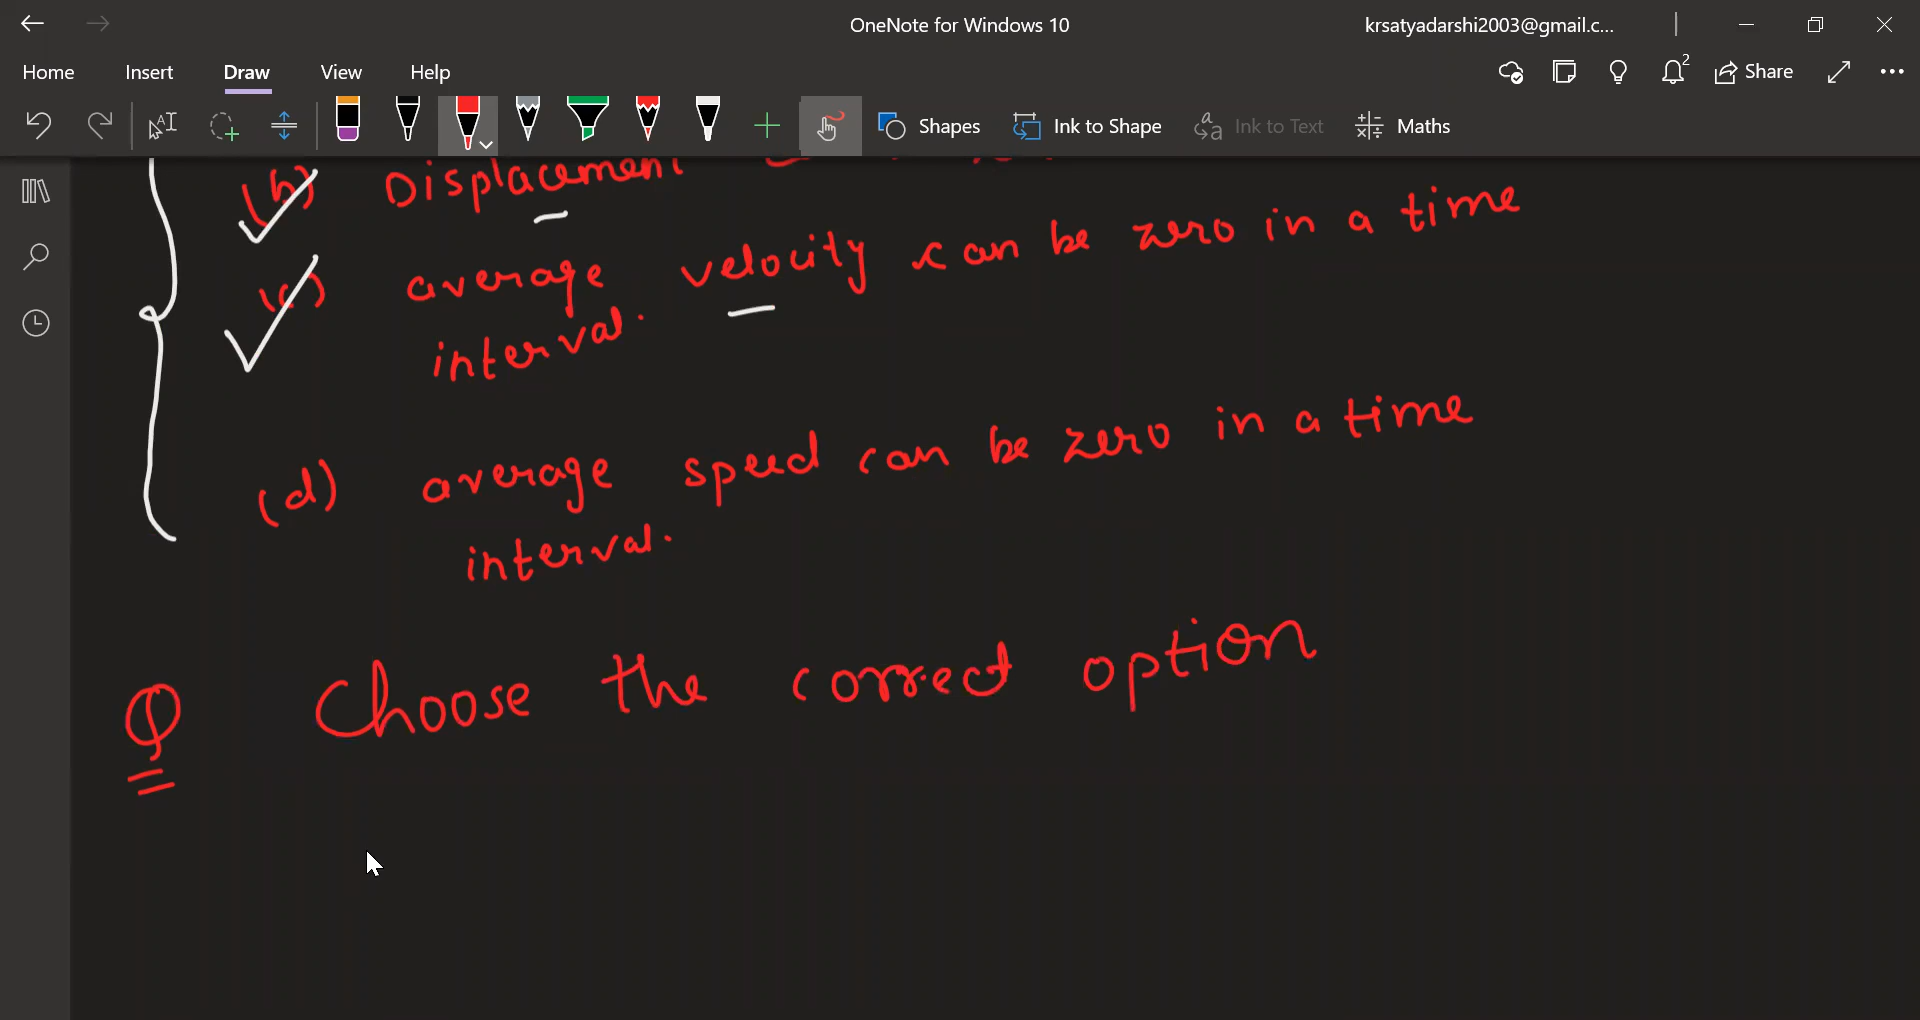 OneNote for Windows 10
krsatyadarshi2003@gmail.c...
Home Insert Draw View Help
2 Share
Shapes Ink to Shape Ink to Text Maths
(b) Displacement
(c) average velocity can be zero in a time
interval.
(d) average speed can be zero in a time
interval.
Q Choose the correct option